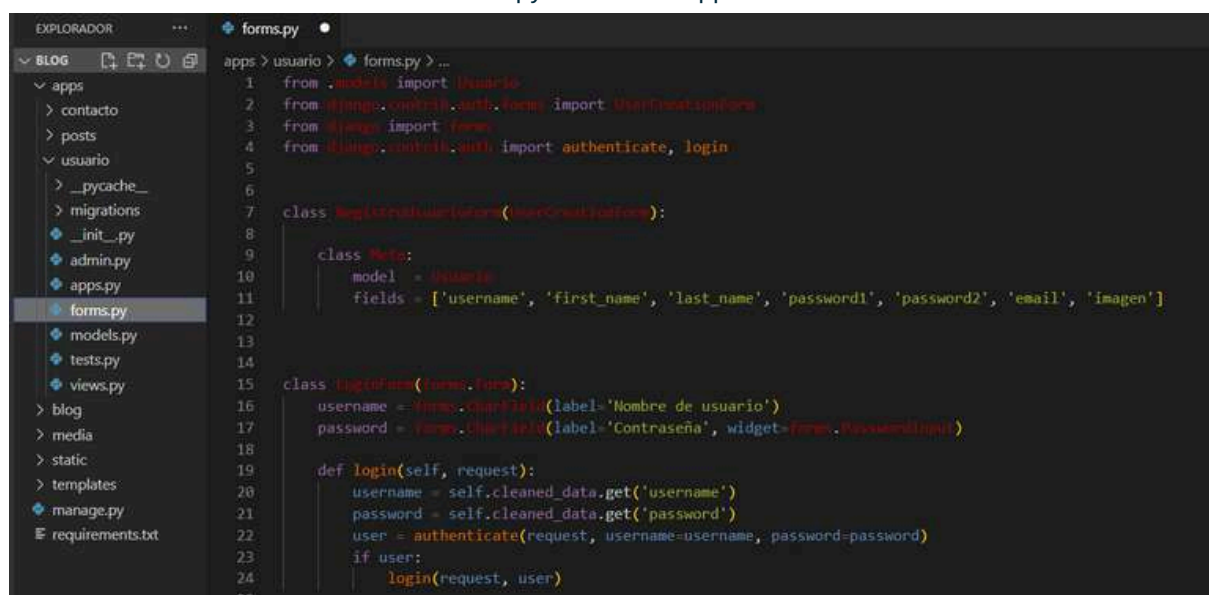 EXPLORADOR ...
BLOG
apps
contacto
posts
usuario
__pycache__
migrations
__init__.py
admin.py
apps.py
forms.py
models.py
tests.py
views.py
blog
media
static
templates
manage.py
requirements.txt
forms.py
apps > usuario > forms.py > ...
1 from .models import Usuario
2 from django.contrib.auth.forms import UserCreationForm
3 from django import forms
4 from django.contrib.auth import authenticate, login
5
6
7 class RegistroUsuarioForm(UserCreationForm):
8
9 class Meta:
10 model = Usuario
11 fields = ['username', 'first_name', 'last_name', 'password1', 'password2', 'email', 'imagen']
12
13
14
15 class LoginForm(forms.Form):
16 username = forms.CharField(label='Nombre de usuario')
17 password = forms.CharField(label='Contraseña', widget=forms.PasswordInput)
18
19 def login(self, request):
20 username = self.cleaned_data.get('username')
21 password = self.cleaned_data.get('password')
22 user = authenticate(request, username=username, password=password)
23 if user:
24 login(request, user)